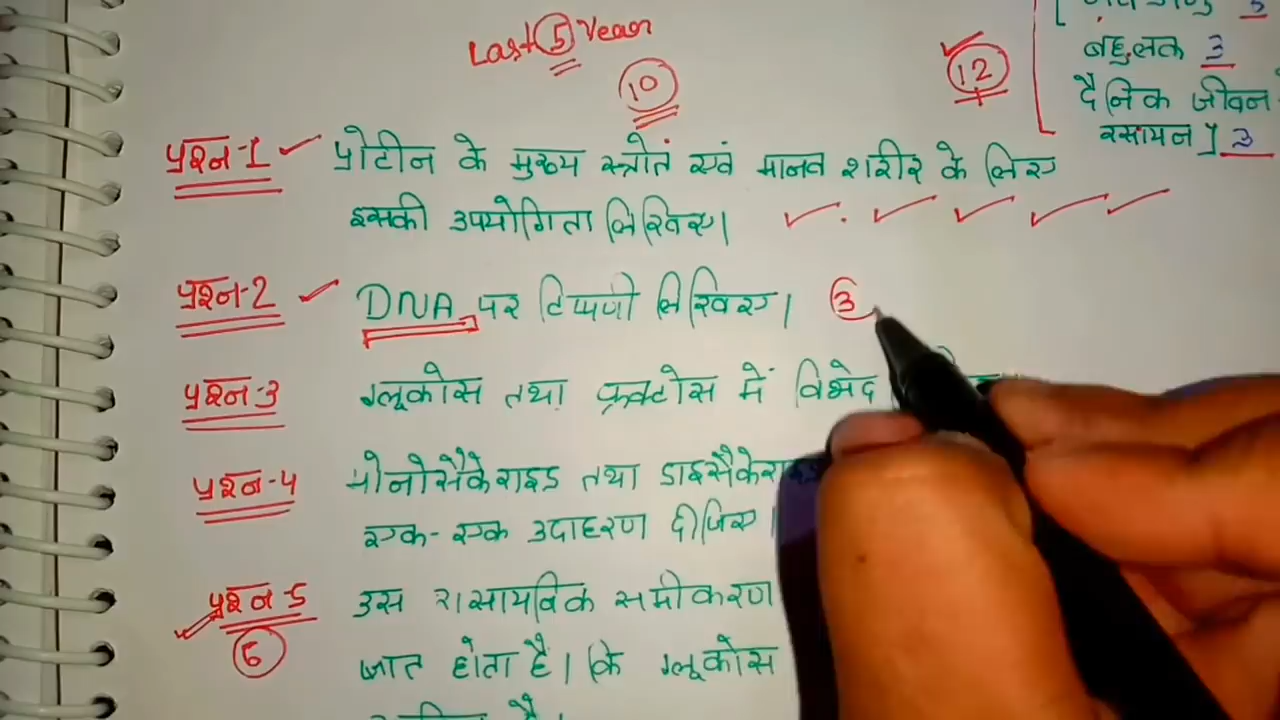 Last 5 Year
10
12
बहुलक 3
दैनिक जीवन
रसायन] 3
प्रश्न-1 प्रोटीन के मुख्य स्त्रोत एवं मानव शरीर के लिए
इसकी उपयोगिता लिखिए।
प्रश्न-2 DNA पर टिप्पणी लिखिए। 3
प्रश्न-3 ग्लूकोस तथा फ्रक्टोस में विभेद
प्रश्न-4 मोनोसैकेराइड तथा डाइसैकेराइड
एक-एक उदाहरण दीजिए।
प्रश्न-5 उस रासायनिक समीकरण
6
ज्ञात होता है। कि ग्लूकोस